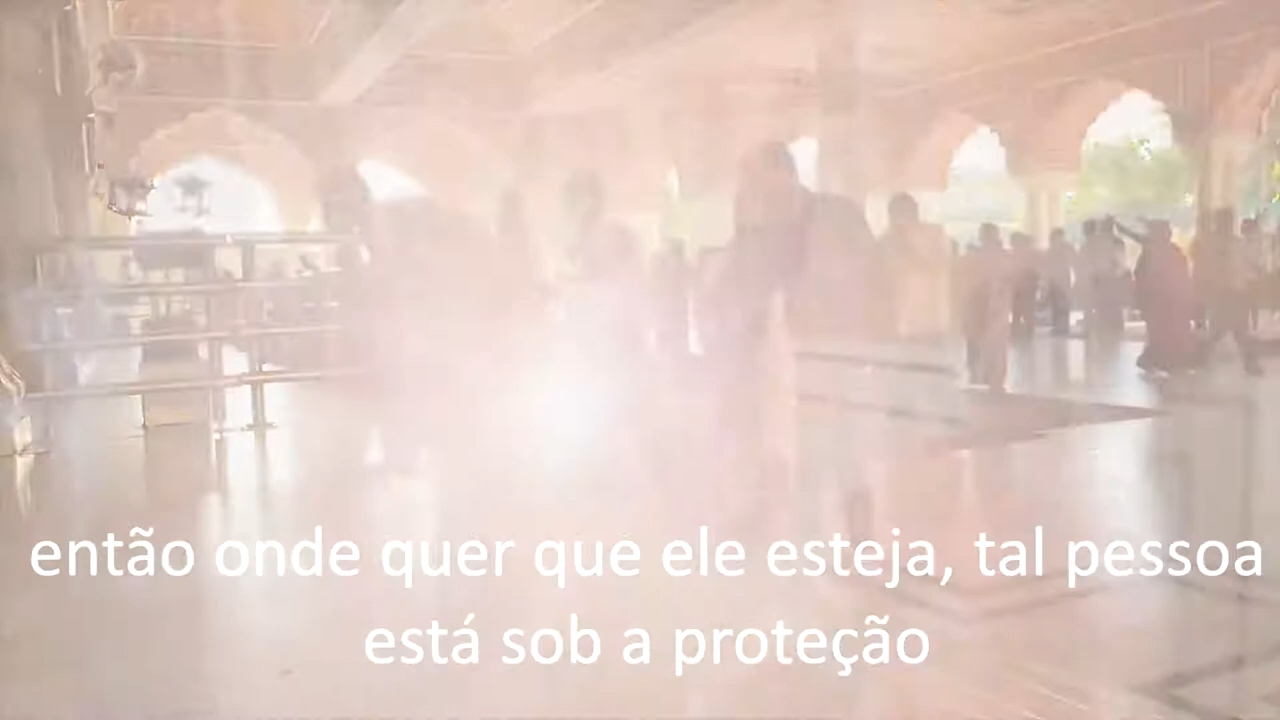 então onde quer que ele esteja, tal pessoa
está sob a proteção